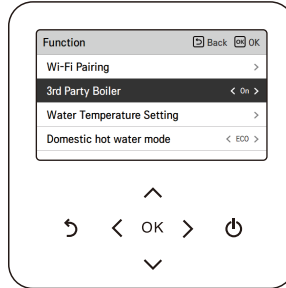 Function Back OK OK
Wi-Fi Pairing
3rd Party Boiler < On >
Water Temperature Setting
Domestic hot water mode < ECO >
OK